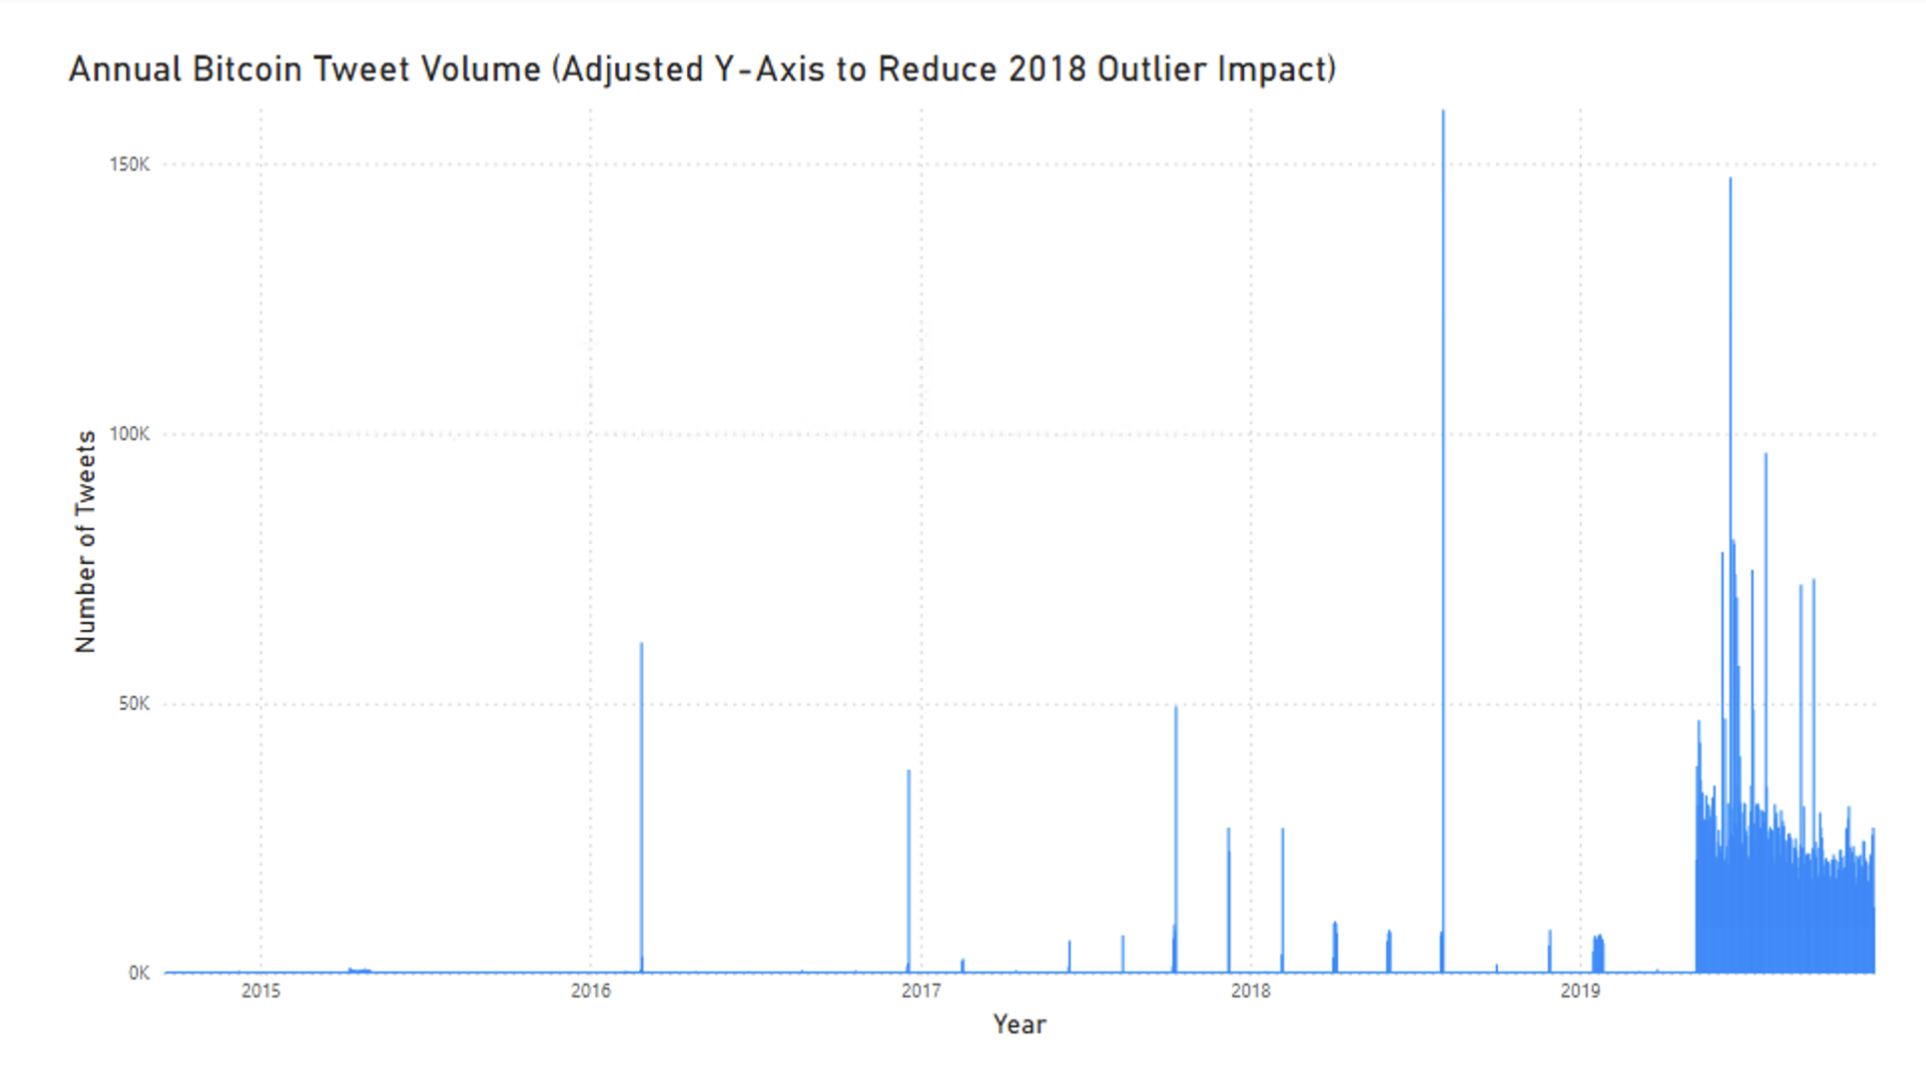 Annual Bitcoin Tweet Volume (Adjusted Y-Axis to Reduce 2018 Outlier Impact)
150K
100K
50K
0K
Number of Tweets
2015 2016 2017 2018 2019
Year